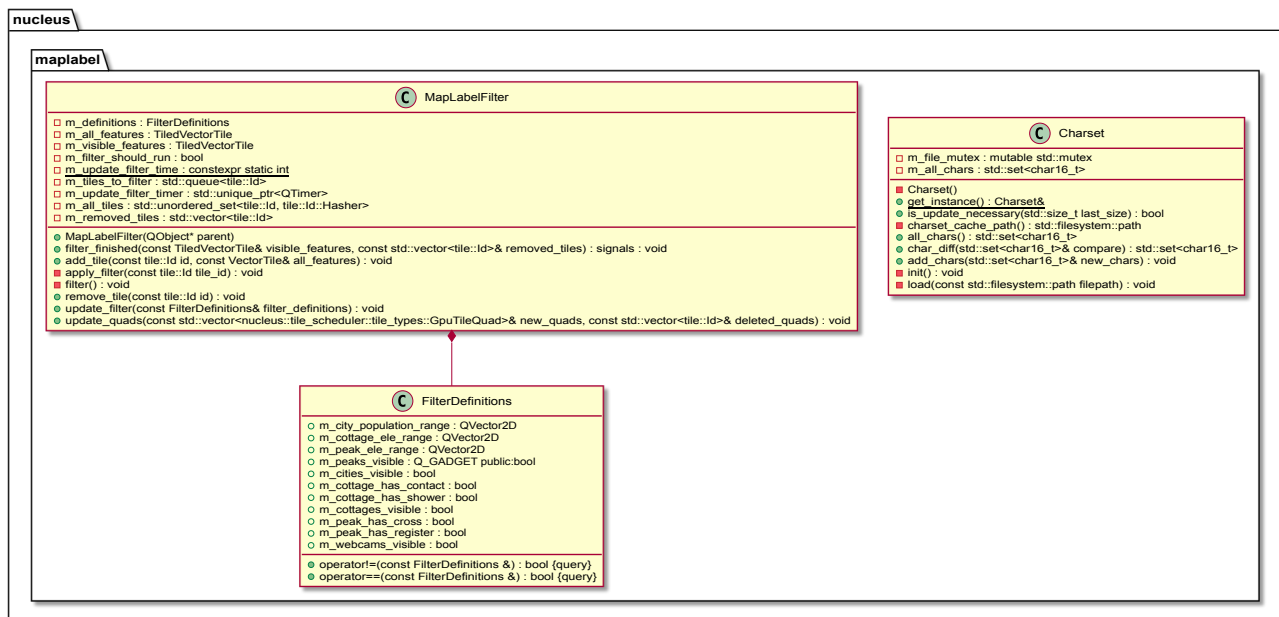 nucleus
maplabel
C MapLabelFilter
m_definitions : FilterDefinitions
m_all_features : TiledVectorTile
m_visible_features : TiledVectorTile
m_filter_should_run : bool
m_update_filter_time : constexpr static int
m_tiles_to_filter : std::queue<tile::Id>
m_update_filter_timer : std::unique_ptr<QTimer>
m_all_tiles : std::unordered_set<tile::Id, tile::Id::Hasher>
m_removed_tiles : std::vector<tile::Id>
MapLabelFilter(QObject* parent)
filter_finished(const TiledVectorTile& visible_features, const std::vector<tile::Id>& removed_tiles) : signals : void
add_tile(const tile::Id id, const VectorTile& all_features) : void
apply_filter(const tile::Id tile_id) : void
filter() : void
remove_tile(const tile::Id id) : void
update_filter(const FilterDefinitions& filter_definitions) : void
update_quads(const std::vector<nucleus::tile_scheduler::tile_types::GpuTileQuad>& new_quads, const std::vector<tile::Id>& deleted_quads) : void
C Charset
m_file_mutex : mutable std::mutex
m_all_chars : std::set<char16_t>
Charset()
get_instance() : Charset&
is_update_necessary(std::size_t last_size) : bool
charset_cache_path() : std::filesystem::path
all_chars() : std::set<char16_t>
char_diff(std::set<char16_t>& compare) : std::set<char16_t>
add_chars(std::set<char16_t>& new_chars) : void
init() : void
load(const std::filesystem::path filepath) : void
C FilterDefinitions
m_city_population_range : QVector2D
m_cottage_ele_range : QVector2D
m_peak_ele_range : QVector2D
m_peaks_visible : Q_GADGET public:bool
m_cities_visible : bool
m_cottage_has_contact : bool
m_cottage_has_shower : bool
m_cottages_visible : bool
m_peak_has_cross : bool
m_peak_has_register : bool
m_webcams_visible : bool
operator!=(const FilterDefinitions &) : bool {query}
operator==(const FilterDefinitions &) : bool {query}